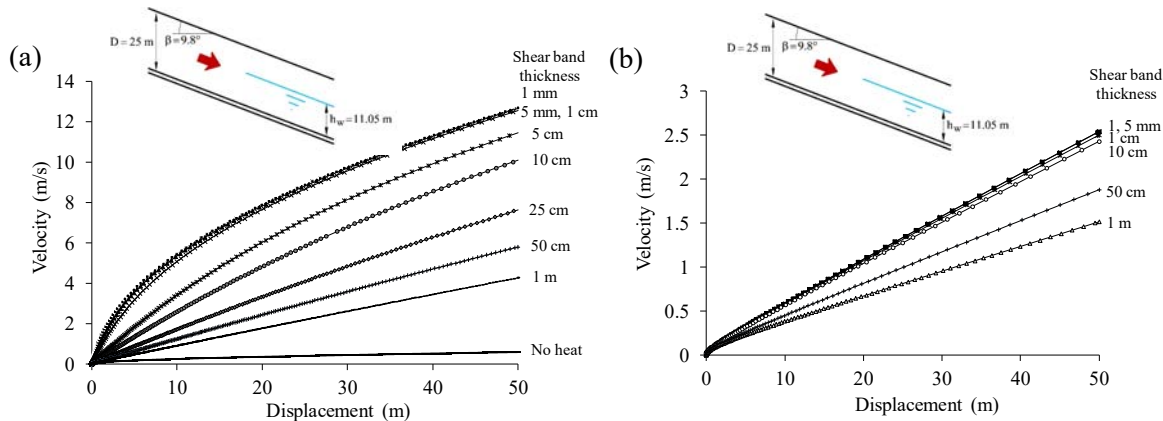 (a)
D = 25 m
β=9.8°
hw=11.05 m
Shear band
thickness
1 mm
5 mm, 1 cm
5 cm
10 cm
25 cm
50 cm
1 m
No heat
Velocity (m/s)
14
12
10
8
6
4
2
0
0 10 20 30 40 50
Displacement (m)
(b)
D = 25 m
β=9.8°
hw=11.05 m
Shear band
thickness
1, 5 mm
1 cm
10 cm
50 cm
1 m
Velocity (m/s)
3
2.5
2
1.5
1
0.5
0
0 10 20 30 40 50
Displacement (m)